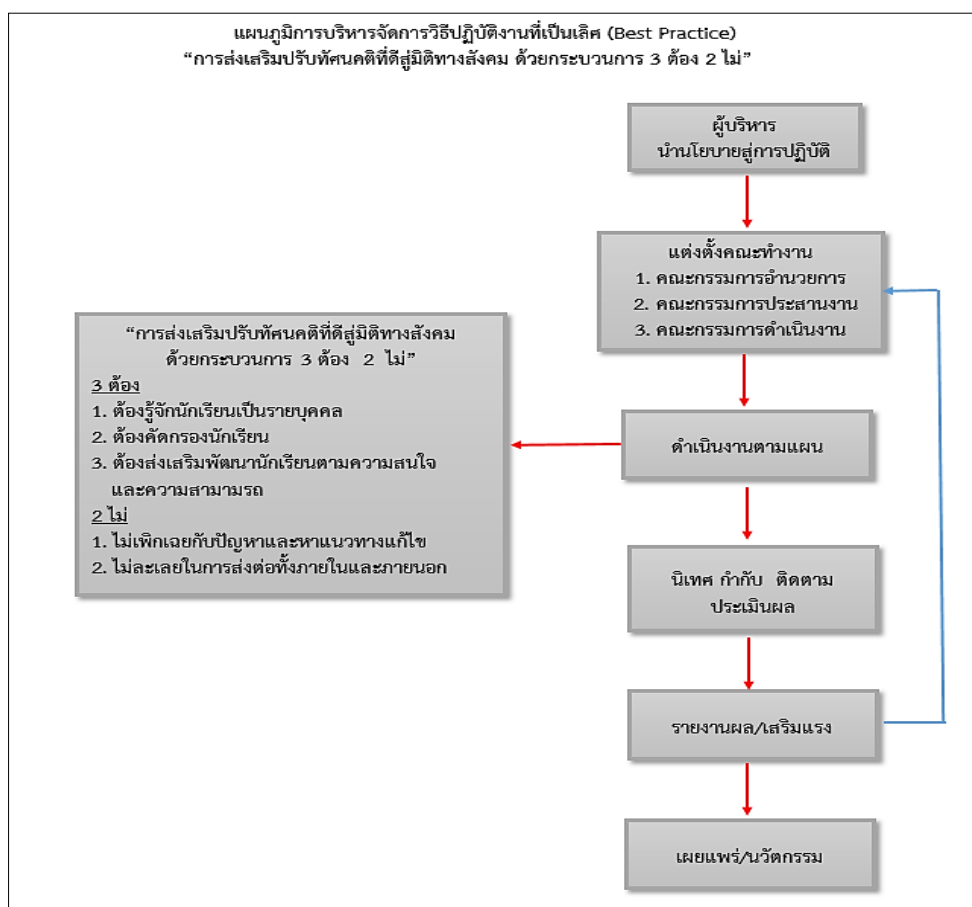 แผนภูมิการบริหารจัดการวิธีปฏิบัติงานที่เป็นเลิศ (Best Practice)
“การส่งเสริมปรับทัศนคติที่ดีสู่มิติทางสังคม ด้วยกระบวนการ 3 ต้อง 2 ไม่”
ผู้บริหาร
นำนโยบายสู่การปฏิบัติ
แต่งตั้งคณะทำงาน
1. คณะกรรมการอำนวยการ
2. คณะกรรมการประสานงาน
3. คณะกรรมการดำเนินงาน
“การส่งเสริมปรับทัศนคติที่ดีสู่มิติทางสังคม
ด้วยกระบวนการ 3 ต้อง 2 ไม่”
3 ต้อง
1. ต้องรู้จักนักเรียนเป็นรายบุคคล
2. ต้องคัดกรองนักเรียน
3. ต้องส่งเสริมพัฒนานักเรียนตามความสนใจ
และความสามามรถ
2 ไม่
1. ไม่เพิกเฉยกับปัญหาและหาแนวทางแก้ไข
2. ไม่ละเลยในการส่งต่อทั้งภายในและภายนอก
ดำเนินงานตามแผน
นิเทศ กำกับ ติดตาม
ประเมินผล
รายงานผล/เสริมแรง
เผยแพร่/นวัตกรรม